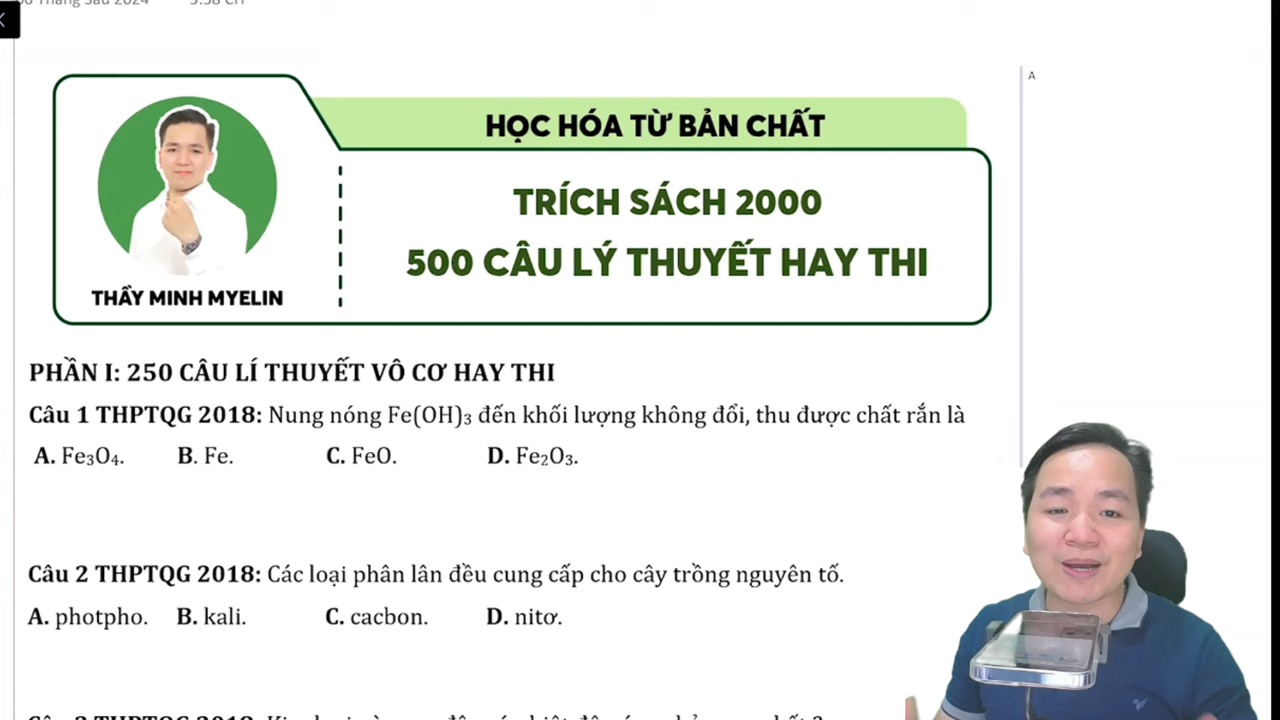 HỌC HÓA TỪ BẢN CHẤT
TRÍCH SÁCH 2000
500 CÂU LÝ THUYẾT HAY THI
THẦY MINH MYELIN
A
PHẦN I: 250 CÂU LÍ THUYẾT VÔ CƠ HAY THI
Câu 1 THPTQG 2018: Nung nóng Fe(OH)₃ đến khối lượng không đổi, thu được chất rắn là
A. Fe₃O₄. B. Fe. C. FeO. D. Fe₂O₃.
Câu 2 THPTQG 2018: Các loại phân lân đều cung cấp cho cây trồng nguyên tố.
A. photpho. B. kali. C. cacbon. D. nitơ.